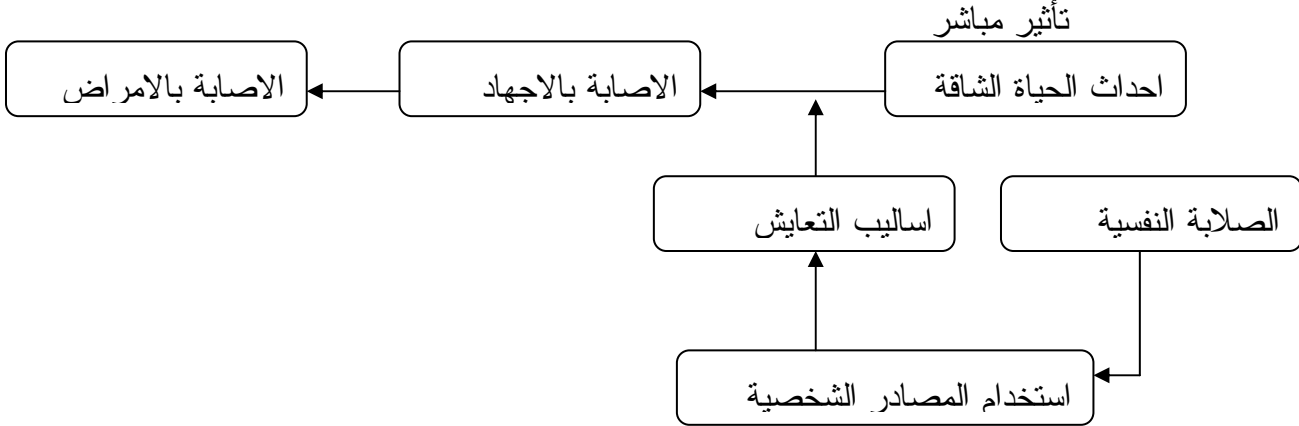 تأثير مباشر
احداث الحياة الشاقة
الاصابة بالاجهاد
الاصابة بالامراض
الصلابة النفسية
اساليب التعايش
استخدام المصادر الشخصية